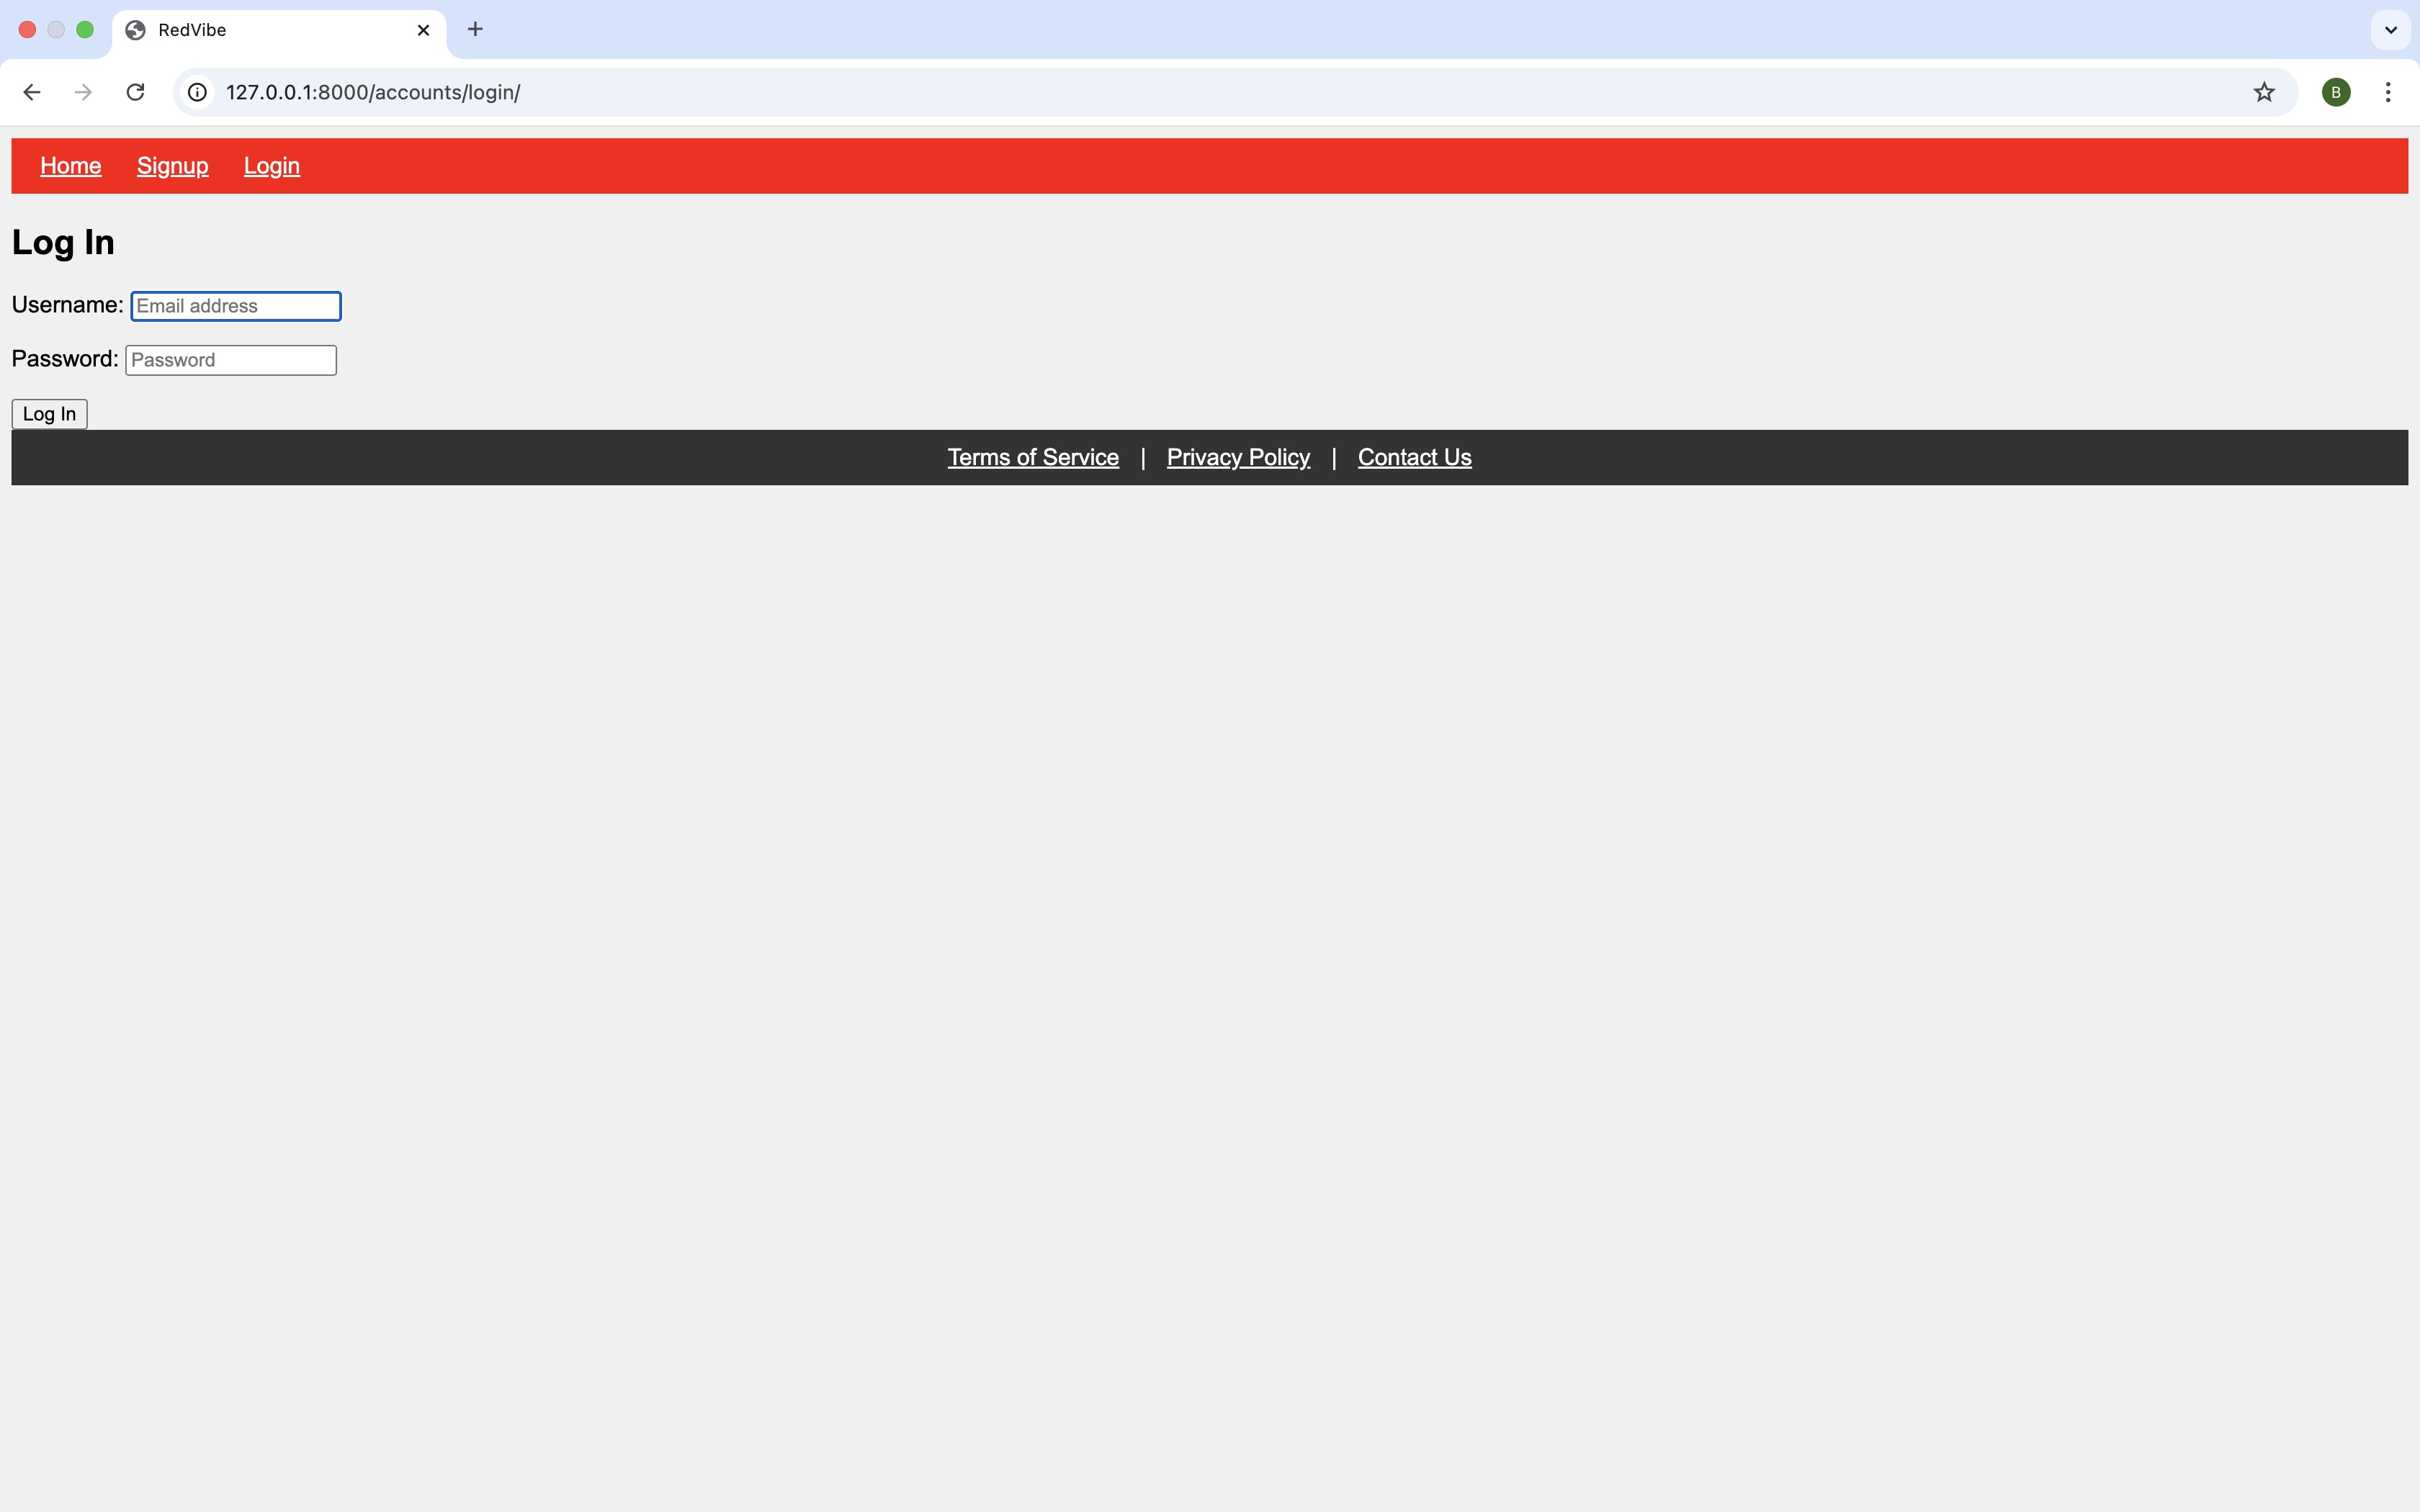 RedVibe
127.0.0.1:8000/accounts/login/
B
Home Signup Login
Log In
Username: Email address
Password: Password
Log In
Terms of Service | Privacy Policy | Contact Us